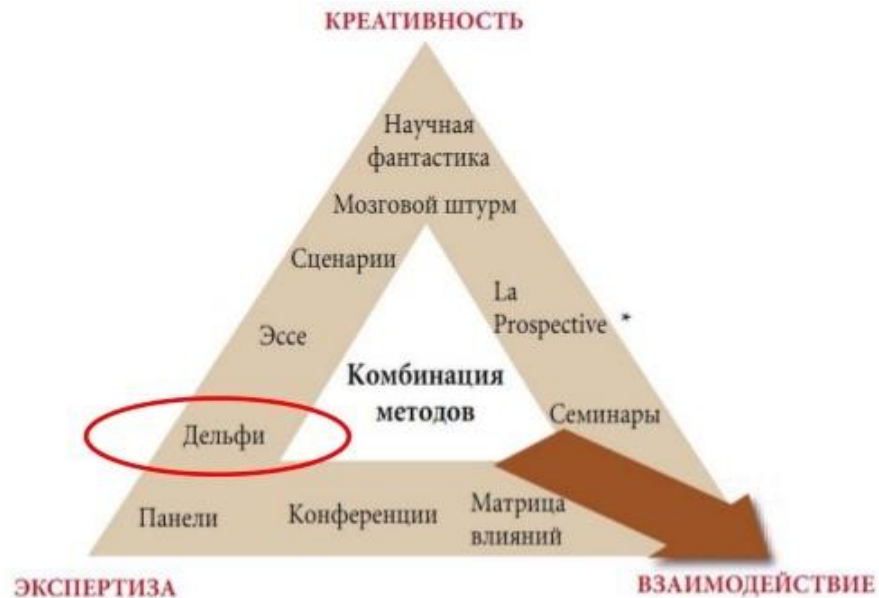 КРЕАТИВНОСТЬ
Научная
фантастика
Мозговой штурм
Сценарии
La
Prospective *
Эссе
Комбинация
методов
Семинары
Дельфи
Панели
Конференции
Матрица
влияний
ЭКСПЕРТИЗА
ВЗАИМОДЕЙСТВИЕ